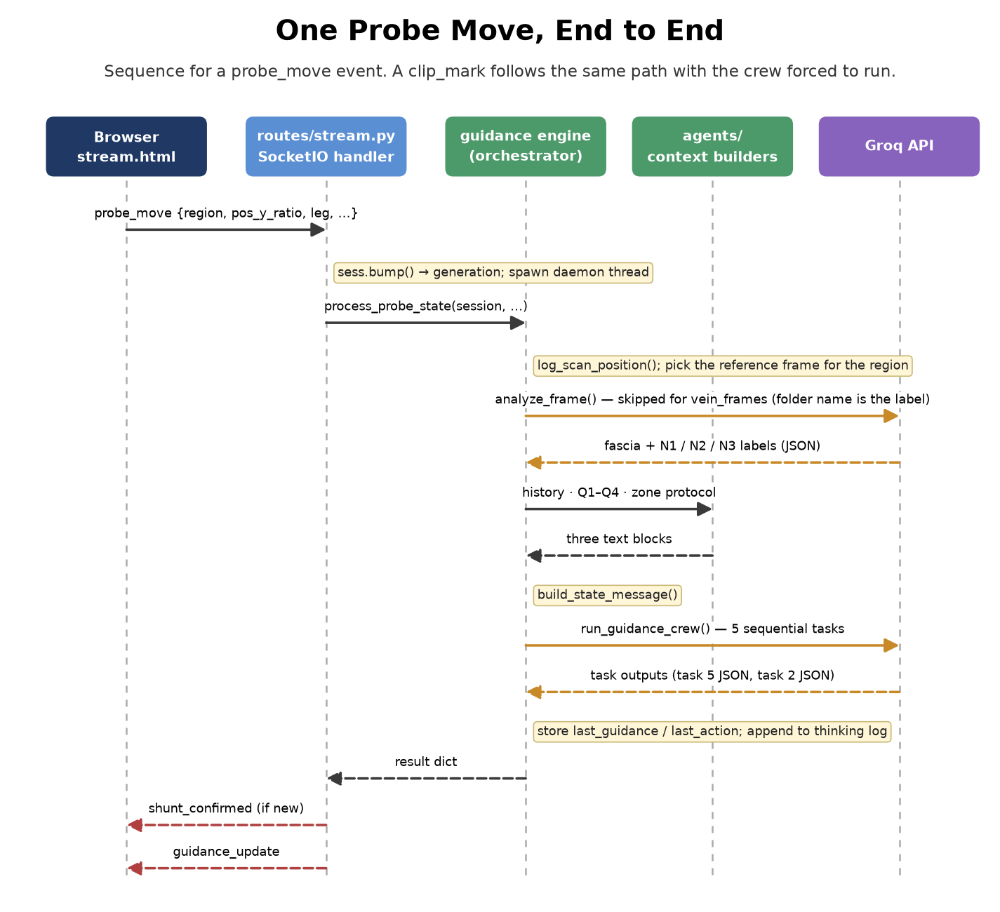 One Probe Move, End to End
Sequence for a probe_move event. A clip_mark follows the same path with the crew forced to run.
Browser
stream.html
routes/stream.py
SocketIO handler
guidance engine
(orchestrator)
agents/
context builders
Groq API
probe_move {region, pos_y_ratio, leg, ...}
sess.bump() → generation; spawn daemon thread
process_probe_state(session, ...)
log_scan_position(); pick the reference frame for the region
analyze_frame() — skipped for vein_frames (folder name is the label)
fascia + N1 / N2 / N3 labels (JSON)
history · Q1–Q4 · zone protocol
three text blocks
build_state_message()
run_guidance_crew() — 5 sequential tasks
task outputs (task 5 JSON, task 2 JSON)
store last_guidance / last_action; append to thinking log
result dict
shunt_confirmed (if new)
guidance_update